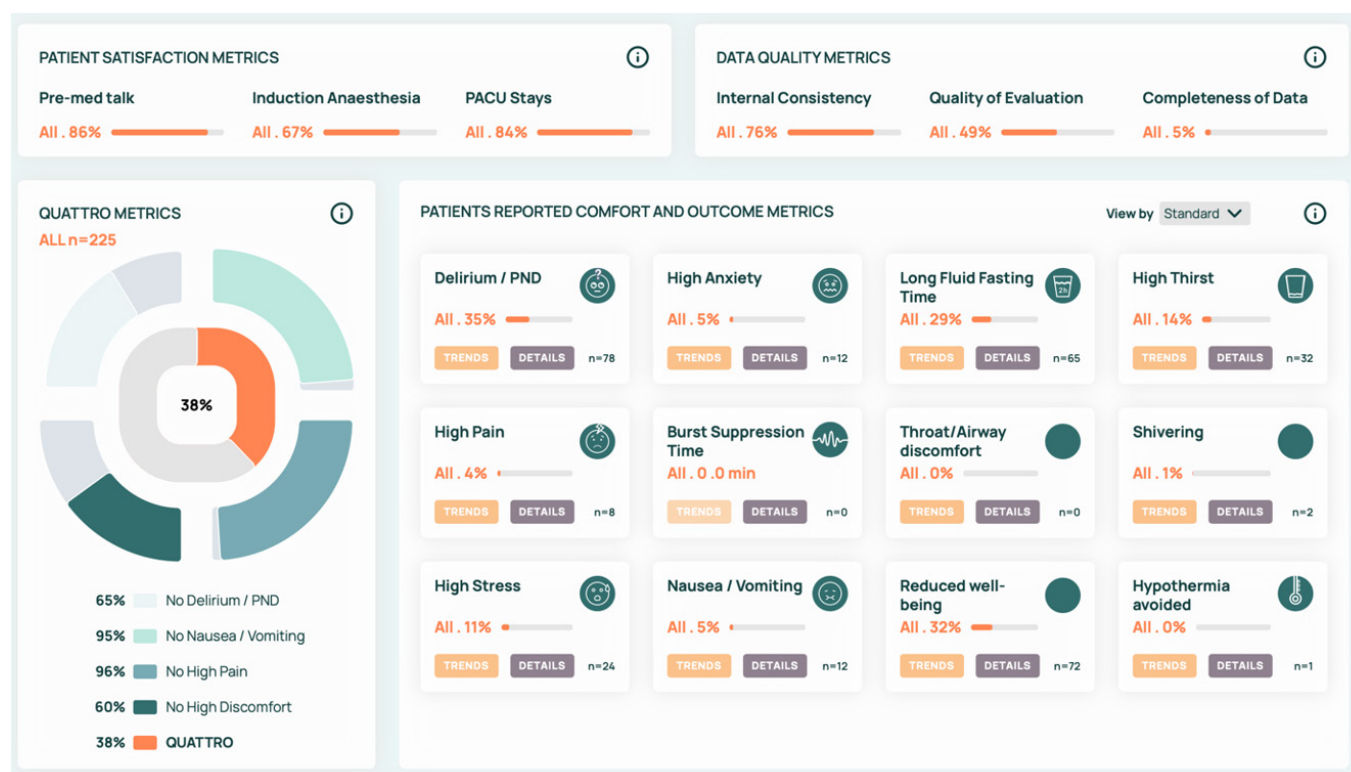 PATIENT SATISFACTION METRICS
Pre-med talk
All . 86%
Induction Anaesthesia
All . 67%
PACU Stays
All . 84%
DATA QUALITY METRICS
Internal Consistency
All . 76%
Quality of Evaluation
All . 49%
Completeness of Data
All . 5%
QUATTRO METRICS
ALL n=225
38%
65% No Delirium / PND
95% No Nausea / Vomiting
96% No High Pain
60% No High Discomfort
38% QUATTRO
PATIENTS REPORTED COMFORT AND OUTCOME METRICS
View by Standard
Delirium / PND
?
All . 35%
TRENDS DETAILS n=78
High Anxiety
All . 5%
TRENDS DETAILS n=12
Long Fluid Fasting
Time
2h
All . 29%
TRENDS DETAILS n=65
High Thirst
All . 14%
TRENDS DETAILS n=32
High Pain
All . 4%
TRENDS DETAILS n=8
Burst Suppression
Time
All . 0 .0 min
TRENDS DETAILS n=0
Throat/Airway
discomfort
All . 0%
TRENDS DETAILS n=0
Shivering
All . 1%
TRENDS DETAILS n=2
High Stress
All . 11%
TRENDS DETAILS n=24
Nausea / Vomiting
All . 5%
TRENDS DETAILS n=12
Reduced well-
being
All . 32%
TRENDS DETAILS n=72
Hypothermia
avoided
All . 0%
TRENDS DETAILS n=1